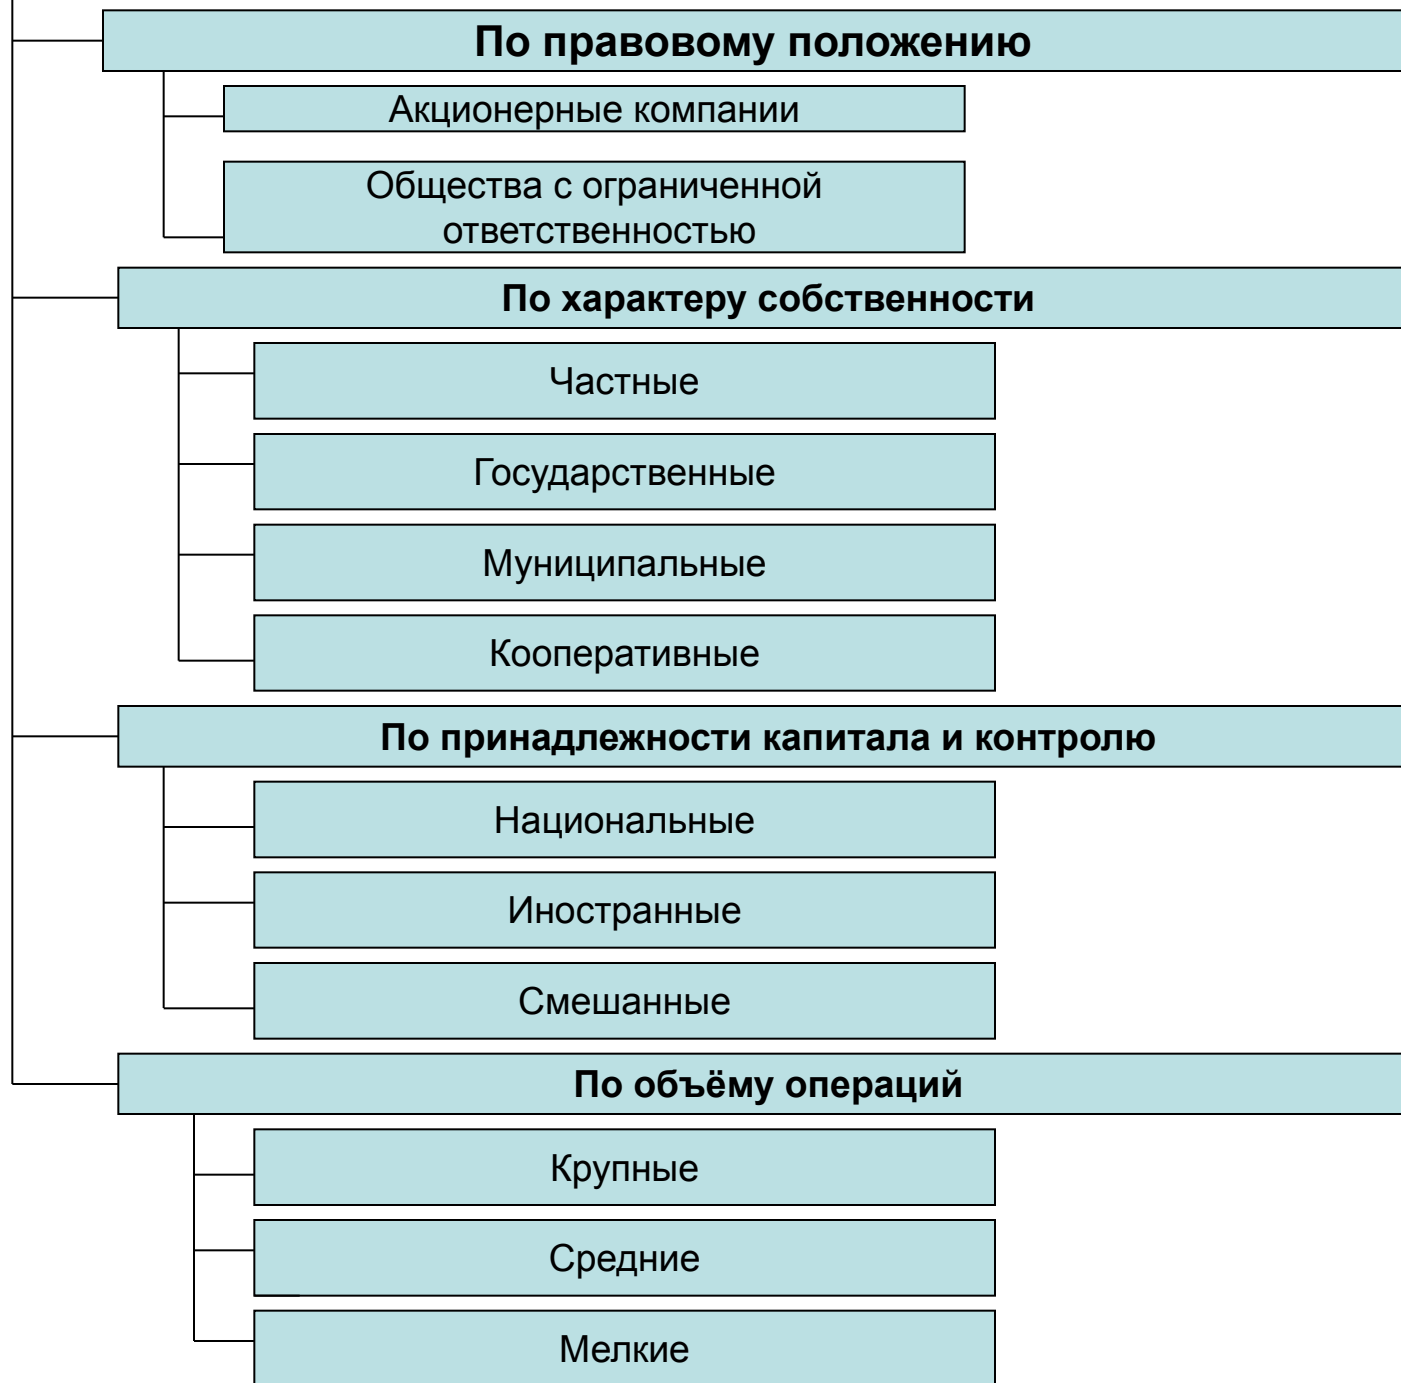 По правовому положению
Акционерные компании
Общества с ограниченной
ответственностью
По характеру собственности
Частные
Государственные
Муниципальные
Кооперативные
По принадлежности капитала и контролю
Национальные
Иностранные
Смешанные
По объёму операций
Крупные
Средние
Мелкие